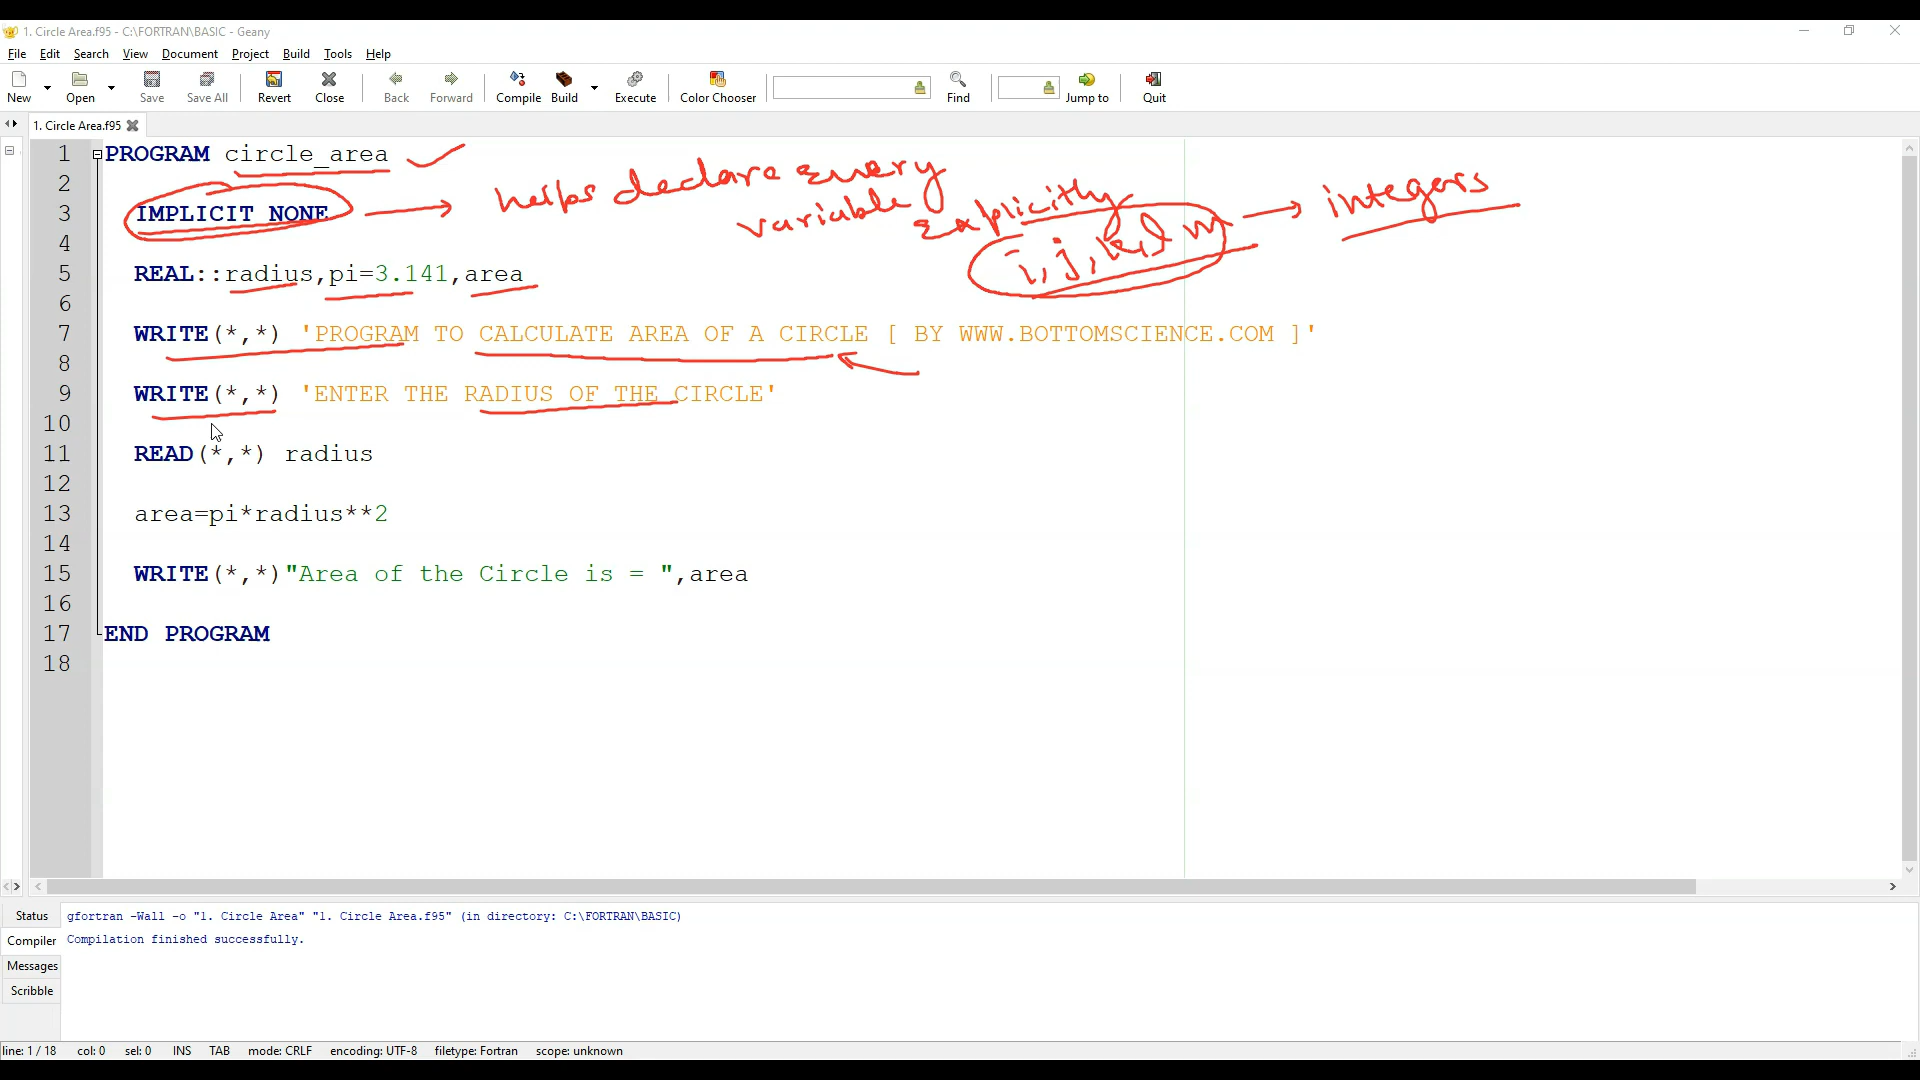 1. Circle Area.f95 - C:\FORTRAN\BASIC - Geany
File Edit Search View Document Project Build Tools Help
New Open Save Save All Revert Close Back Forward Compile Build Execute Color Chooser Find Jump to Quit
1. Circle Area.f95
1 PROGRAM circle_area
2
3 IMPLICIT NONE
helps declare every
variable explicitly
i, j, k, l m
integers
4
5 REAL::radius,pi=3.141,area
6
7 WRITE(*,*) 'PROGRAM TO CALCULATE AREA OF A CIRCLE [ BY WWW.BOTTOMSCIENCE.COM ]'
8
9 WRITE(*,*) 'ENTER THE RADIUS OF THE CIRCLE'
10
11 READ(*,*) radius
12
13 area=pi*radius**2
14
15 WRITE(*,*)"Area of the Circle is = ",area
16
17 END PROGRAM
18
Status gfortran -Wall -o "1. Circle Area" "1. Circle Area.f95" (in directory: C:\FORTRAN\BASIC)
Compiler Compilation finished successfully.
Messages
Scribble
line: 1 / 18 col: 0 sel: 0 INS TAB mode: CRLF encoding: UTF-8 filetype: Fortran scope: unknown